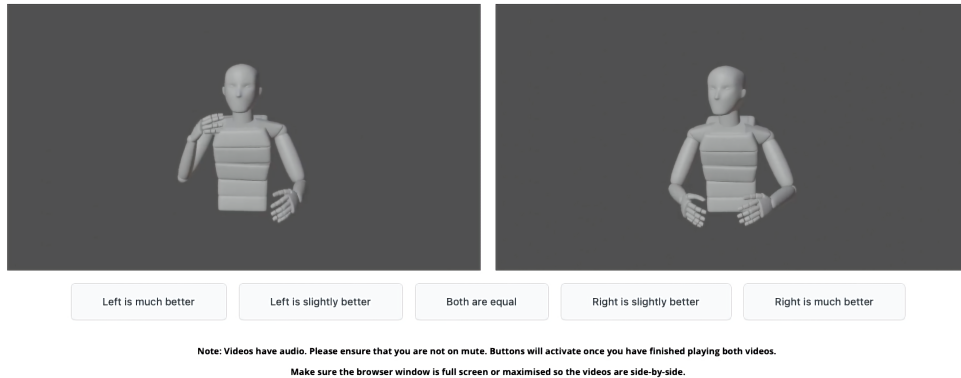 Left is much better
Left is slightly better
Both are equal
Right is slightly better
Right is much better
Note: Videos have audio. Please ensure that you are not on mute. Buttons will activate once you have finished playing both videos.
Make sure the browser window is full screen or maximised so the videos are side-by-side.